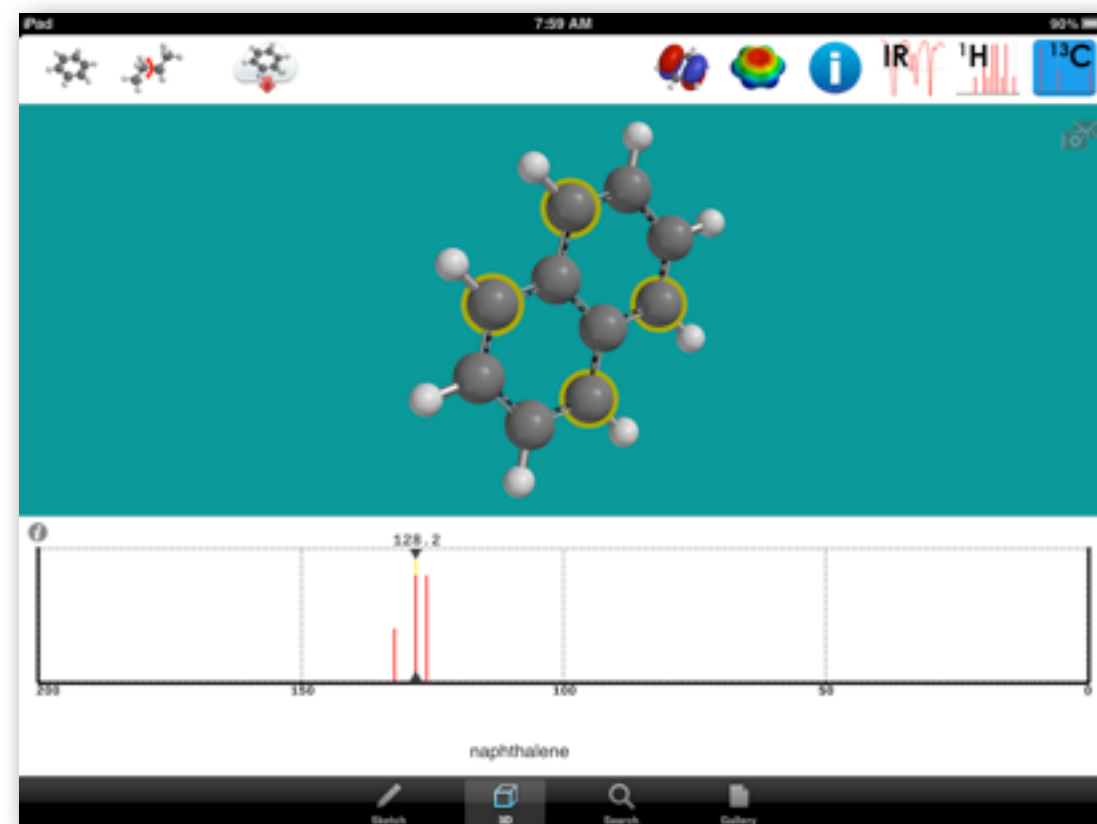 iPad 7:59 AM 90%
IR ¹H ¹³C
128.2
200 150 100 50 0
naphthalene
Sketch 3D Search Gallery